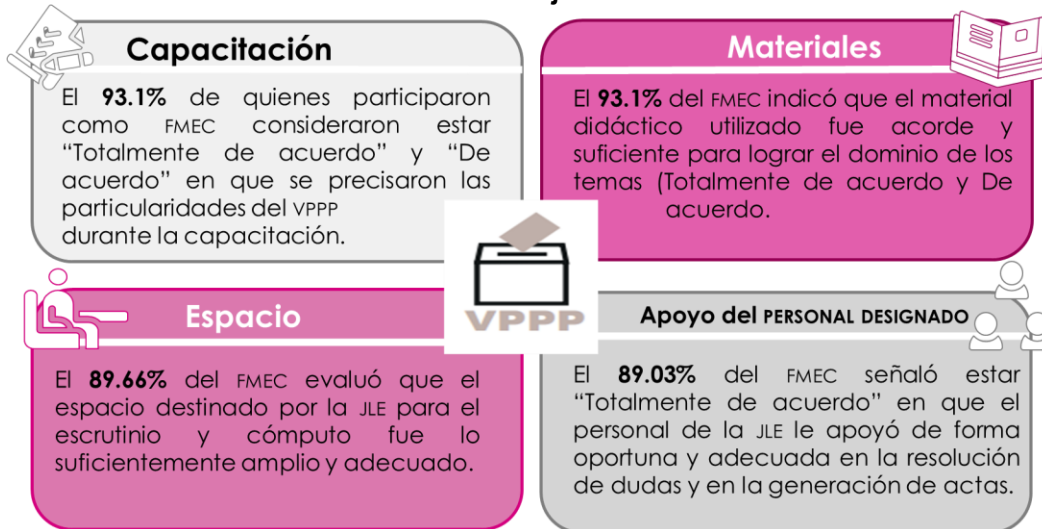 Capacitación
El 93.1% de quienes participaron
como FMEC consideraron estar
“Totalmente de acuerdo” y “De
acuerdo” en que se precisaron las
particularidades del VPPP
durante la capacitación.
Materiales
El 93.1% del FMEC indicó que el material
didáctico utilizado fue acorde y
suficiente para lograr el dominio de los
temas (Totalmente de acuerdo y De
acuerdo.
VPPP
Espacio
El 89.66% del FMEC evaluó que el
espacio destinado por la JLE para el
escrutinio y cómputo fue lo
suficientemente amplio y adecuado.
Apoyo del PERSONAL DESIGNADO
El 89.03% del FMEC señaló estar
“Totalmente de acuerdo” en que el
personal de la JLE le apoyó de forma
oportuna y adecuada en la resolución
de dudas y en la generación de actas.